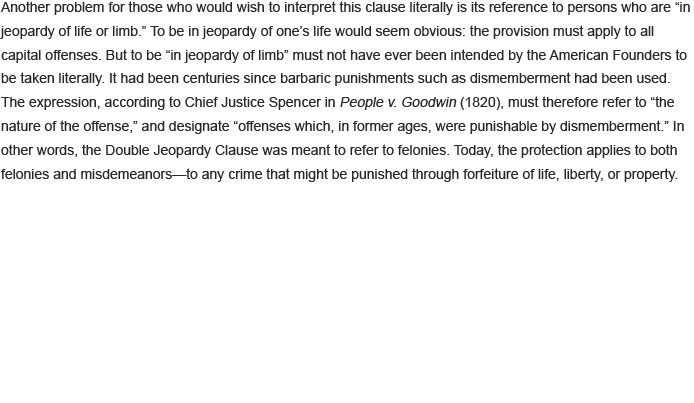 Another problem for those who would wish to interpret this clause literally is its reference to persons who are “in
jeopardy of life or limb.” To be in jeopardy of one’s life would seem obvious: the provision must apply to all
capital offenses. But to be “in jeopardy of limb” must not have ever been intended by the American Founders to
be taken literally. It had been centuries since barbaric punishments such as dismemberment had been used.
The expression, according to Chief Justice Spencer in People v. Goodwin (1820), must therefore refer to “the
nature of the offense,” and designate “offenses which, in former ages, were punishable by dismemberment.” In
other words, the Double Jeopardy Clause was meant to refer to felonies. Today, the protection applies to both
felonies and misdemeanors—to any crime that might be punished through forfeiture of life, liberty, or property.